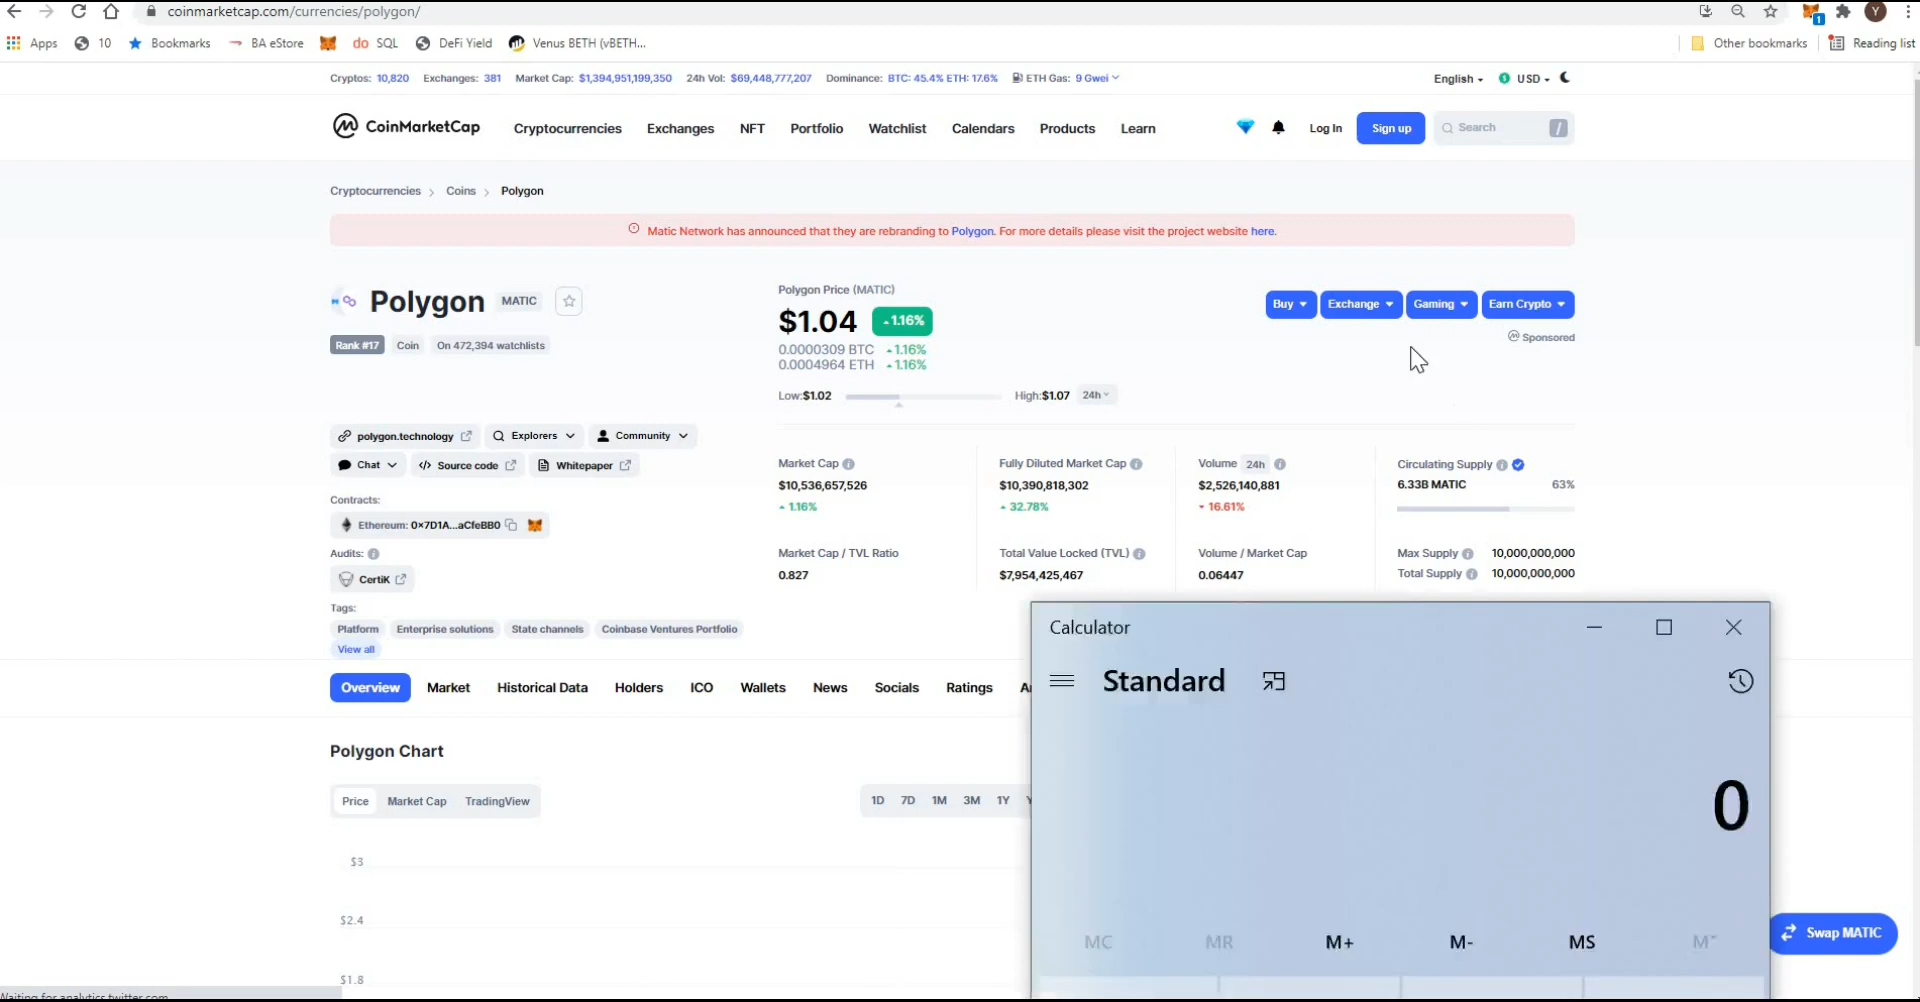 coinmarketcap.com/currencies/polygon/
1
Y
Apps 10 Bookmarks BA eStore do SQL DeFi Yield Venus BETH (vBETH... Other bookmarks Reading list
Cryptos: 10,820 Exchanges: 381 Market Cap: $1,394,951,199,350 24h Vol: $69,448,777,207 Dominance: BTC: 45.4% ETH: 17.6% ETH Gas: 9 Gwei English USD
CoinMarketCap Cryptocurrencies Exchanges NFT Portfolio Watchlist Calendars Products Learn Log In Sign up Search /
Cryptocurrencies > Coins > Polygon
Matic Network has announced that they are rebranding to Polygon. For more details please visit the project website here.
Polygon MATIC
Rank #17 Coin On 472,394 watchlists
polygon.technology Explorers Community
Chat Source code Whitepaper
Contracts:
Ethereum: 0x7D1A...aCfeBB0
Audits:
CertiK
Tags:
Platform Enterprise solutions State channels Coinbase Ventures Portfolio
View all
Polygon Price (MATIC)
$1.04 1.16%
0.0000309 BTC 1.16%
0.0004964 ETH 1.16%
Low:$1.02 High:$1.07 24h
Buy Exchange Gaming Earn Crypto
Sponsored
Market Cap
$10,536,657,526
1.16%
Fully Diluted Market Cap
$10,390,818,302
32.78%
Volume 24h
$2,526,140,881
16.61%
Circulating Supply
6.33B MATIC 63%
Market Cap / TVL Ratio
0.827
Total Value Locked (TVL)
$7,954,425,467
Volume / Market Cap
0.06447
Max Supply 10,000,000,000
Total Supply 10,000,000,000
Overview Market Historical Data Holders ICO Wallets News Socials Ratings
Polygon Chart
Price Market Cap TradingView 1D 7D 1M 3M 1Y
$3
$2.4
$1.8
Calculator
Standard
0
MC MR M+ M- MS M
Swap MATIC
Waiting for analytics.twitter.com